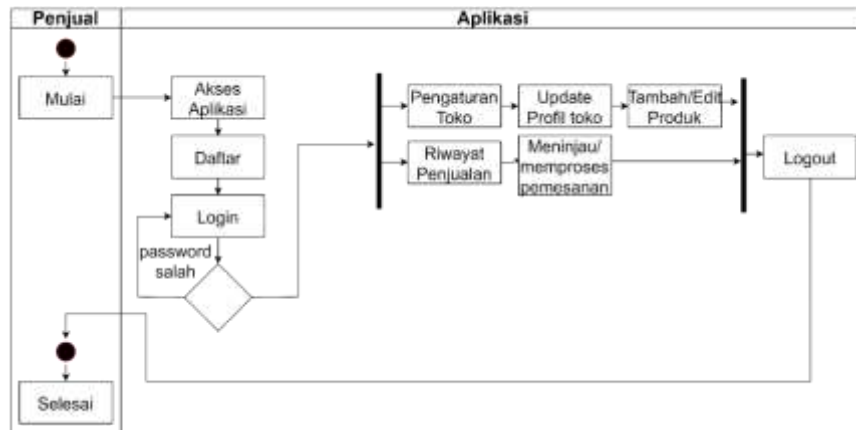 Penjual
Aplikasi
Mulai
Akses
Aplikasi
Daftar
Login
password
salah
Pengaturan
Toko
Update
Profil toko
Tambah/Edit
Produk
Riwayat
Penjualan
Meninjau/
memproses
pemesanan
Logout
Selesai